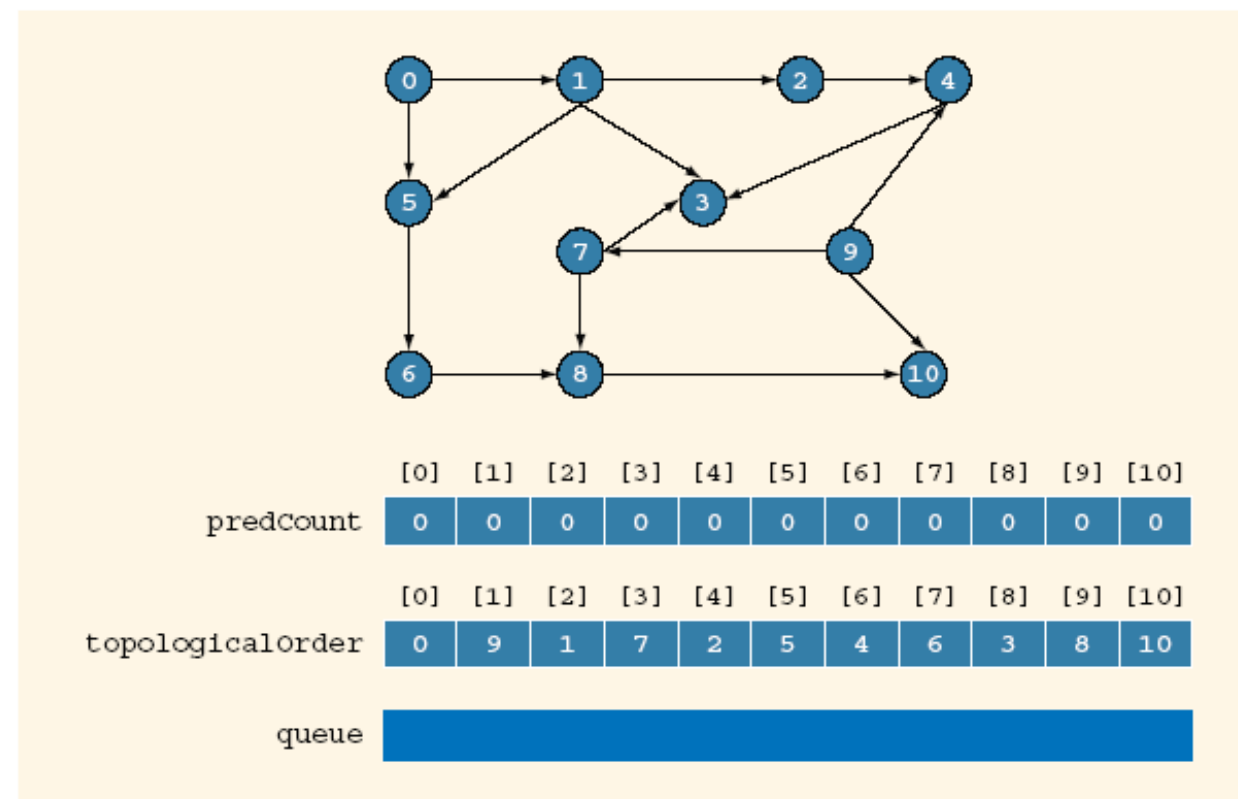 0 1 2 4
5 3
7 9
6 8 10
[0] [1] [2] [3] [4] [5] [6] [7] [8] [9] [10]
predCount 0 0 0 0 0 0 0 0 0 0 0
[0] [1] [2] [3] [4] [5] [6] [7] [8] [9] [10]
topologicalOrder 0 9 1 7 2 5 4 6 3 8 10
queue